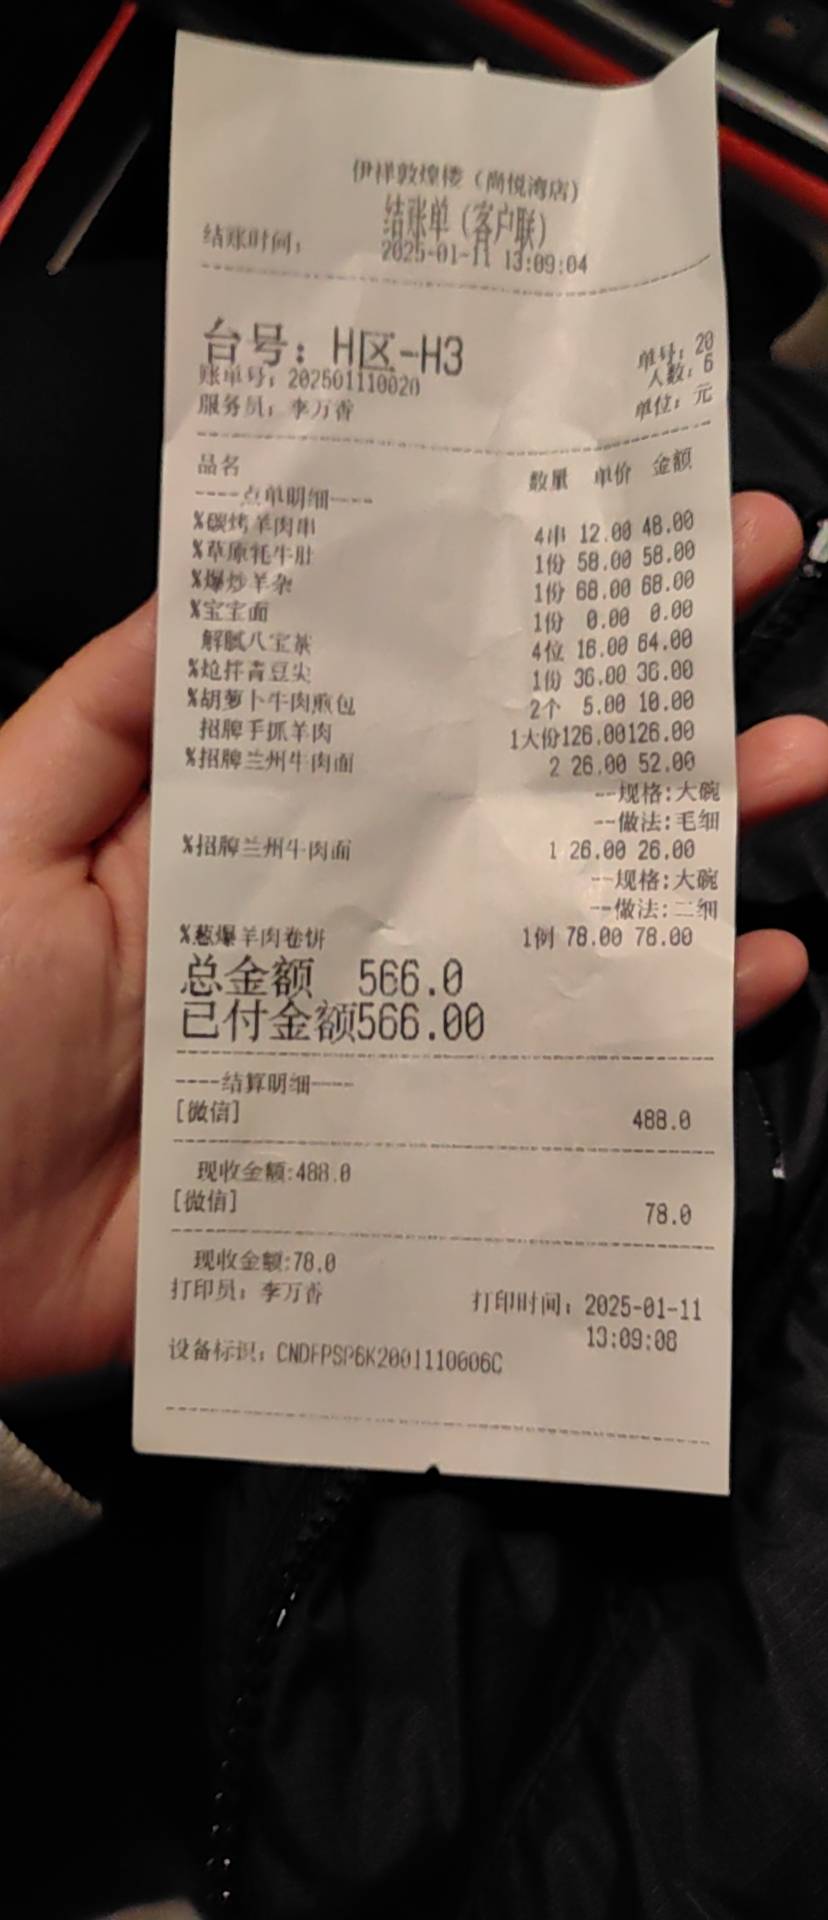 伊祥敦煌楼（尚悦湾店）
结账单（客户联）
结账时间： 2025-01-11 13:09:04
台号：H区-H3 单号：20
账单号：202501110020 人数：6
服务员：李万香 单位：元
品名 数量 单价 金额
----点单明细----
%碳烤羊肉串 4串 12.00 48.00
%草原牦牛肚 1份 58.00 58.00
%爆炒羊杂 1份 68.00 68.00
%宝宝面 1份 0.00 0.00
解腻八宝茶 4位 16.00 64.00
%炝拌青豆尖 1份 36.00 36.00
%胡萝卜牛肉煎包 2个 5.00 10.00
招牌手抓羊肉 1大份126.00126.00
%招牌兰州牛肉面 2 26.00 52.00
--规格:大碗
--做法:毛细
%招牌兰州牛肉面 1 26.00 26.00
--规格:大碗
--做法:二细
%葱爆羊肉卷饼 1例 78.00 78.00
总金额 566.0
已付金额566.00
----结算明细----
[微信] 488.0
现收金额:488.0
[微信] 78.0
现收金额:78.0
打印员：李万香 打印时间：2025-01-11
13:09:08
设备标识：CNDFPSP6K2001110606C